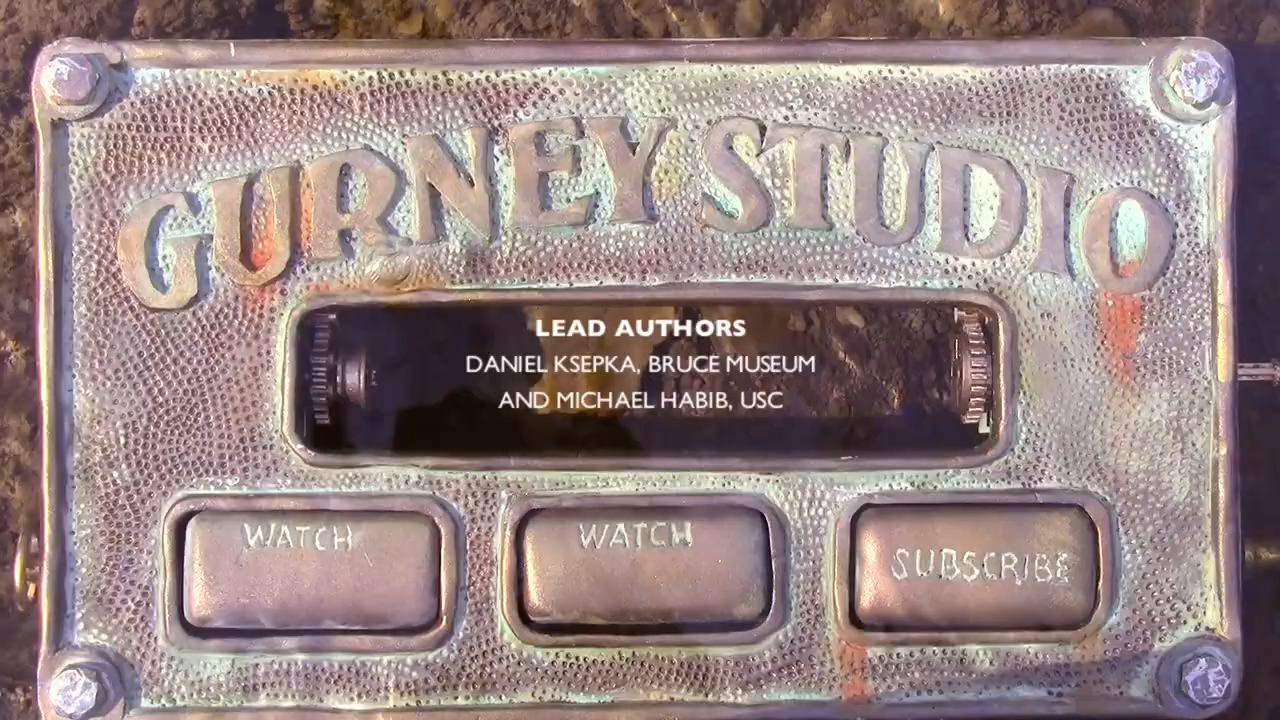 GURNEY STUDIO
LEAD AUTHORS
DANIEL KSEPKA, BRUCE MUSEUM
AND MICHAEL HABIB, USC
WATCH WATCH SUBSCRIBE